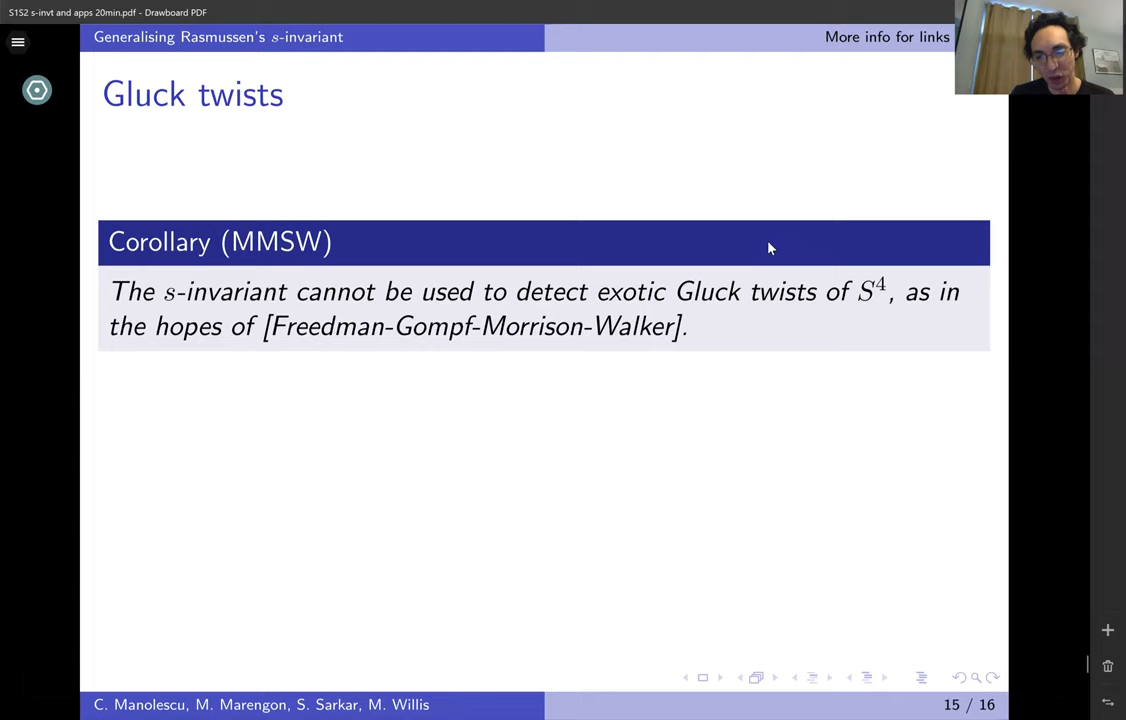 S1S2 s-invt and apps 20min.pdf - Drawboard PDF
Generalising Rasmussen's s-invariant
More info for links
Gluck twists
Corollary (MMSW)
The s-invariant cannot be used to detect exotic Gluck twists of S⁴, as in
the hopes of [Freedman-Gompf-Morrison-Walker].
C. Manolescu, M. Marengon, S. Sarkar, M. Willis
15 / 16